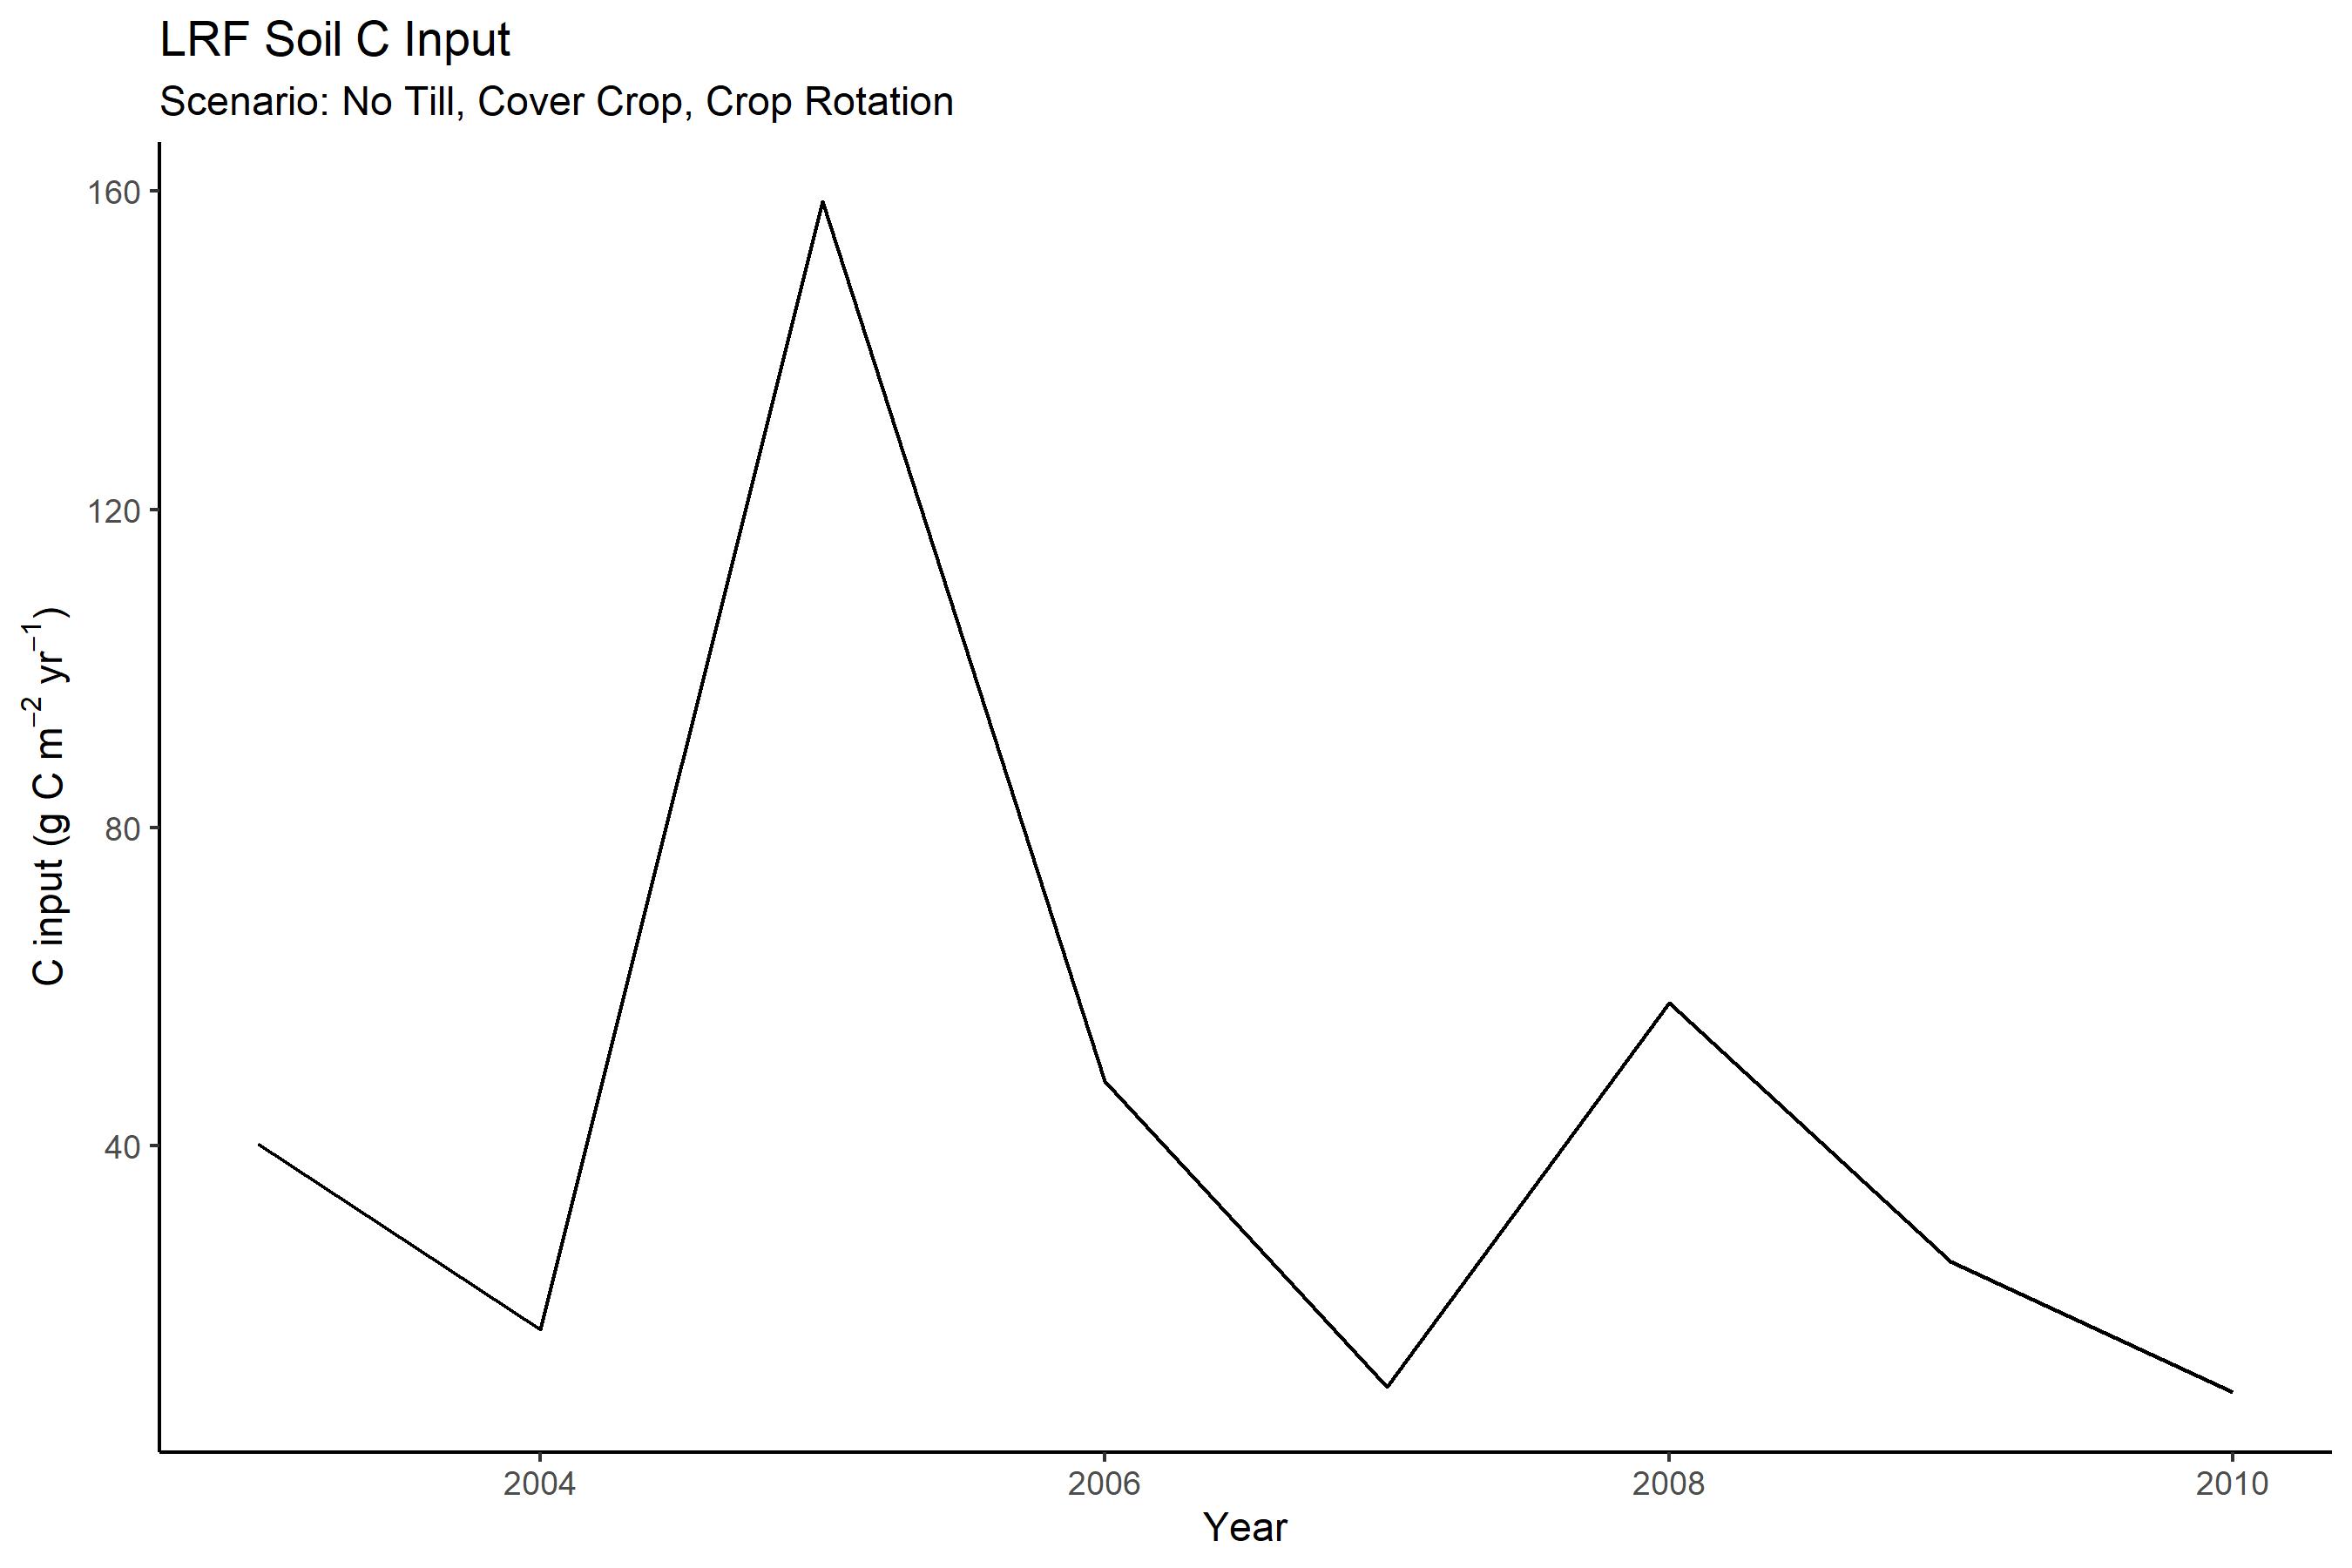 LRF Soil C Input
Scenario: No Till, Cover Crop, Crop Rotation
160
120
80
40
C input (g C m⁻² yr⁻¹)
2004 2006 2008 2010
Year